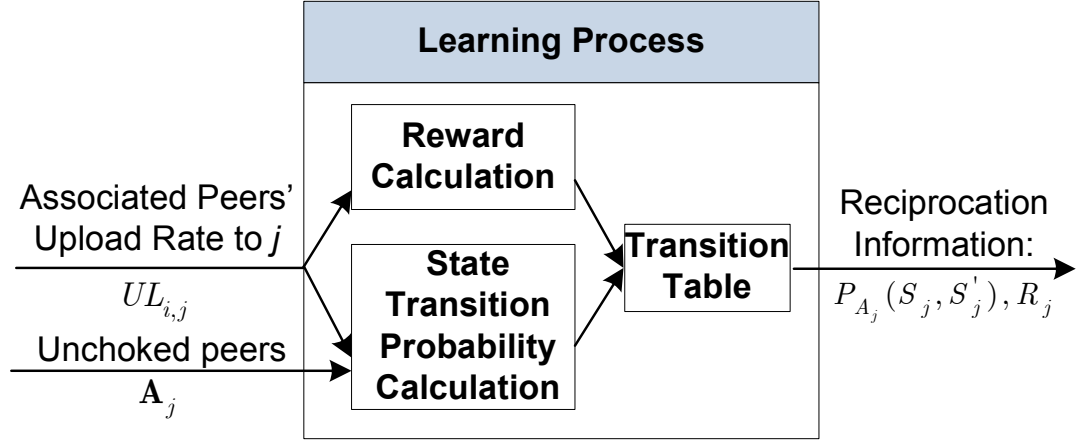 Learning Process
Reward
Calculation
Associated Peers’
Upload Rate to j
UL_{i,j}
State
Transition
Probability
Calculation
Unchoked peers
A_j
Transition
Table
Reciprocation
Information:
P_{A_j}(S_j, S_j'), R_j